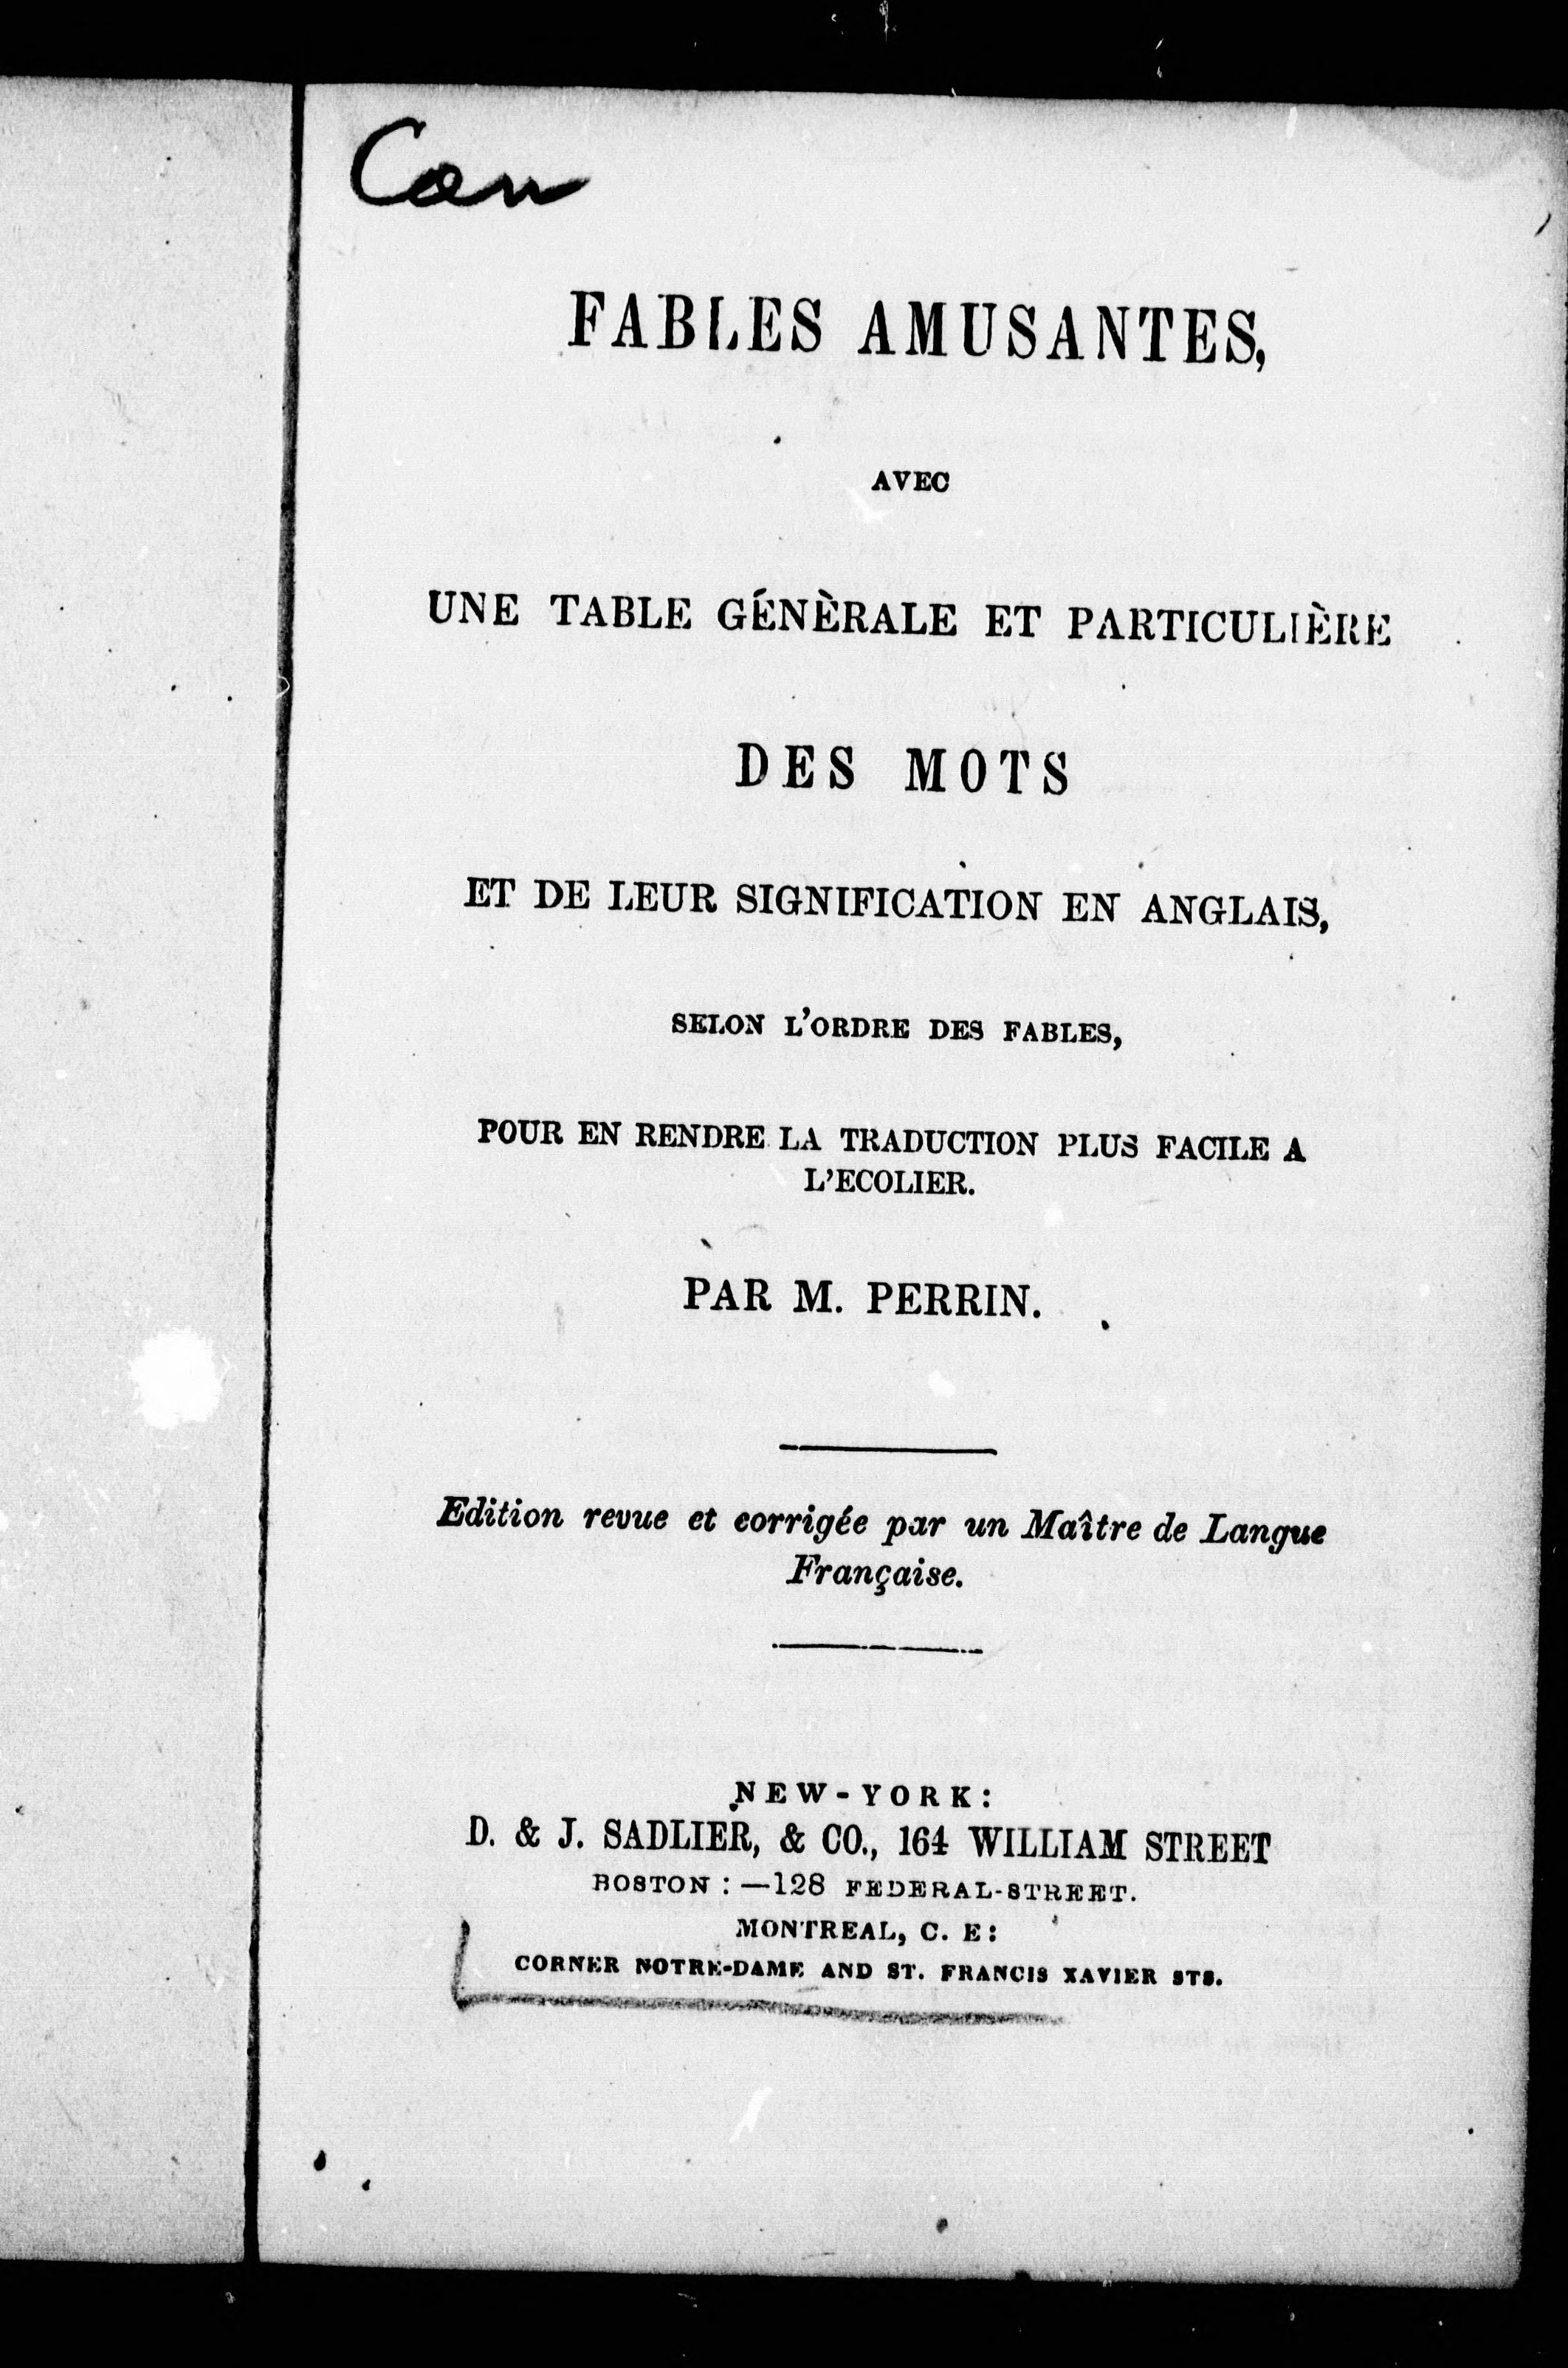 Can
FABLES AMUSANTES,
AVEC
UNE TABLE GÉNÈRALE ET PARTICULIÈRE
DES MOTS
ET DE LEUR SIGNIFICATION EN ANGLAIS,
SELON L'ORDRE DES FABLES,
POUR EN RENDRE LA TRADUCTION PLUS FACILE A
L'ECOLIER.
PAR M. PERRIN.
Edition revue et corrigée par un Maître de Langue
Française.
NEW-YORK:
D. & J. SADLIER, & CO., 164 WILLIAM STREET
BOSTON: —128 FEDERAL-STREET.
MONTREAL, C. E:
CORNER NOTRE-DAME AND ST. FRANCIS XAVIER STS.